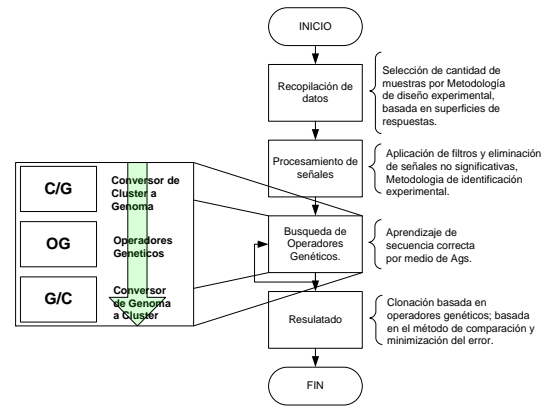 INICIO
Recopilación de
datos
Selección de cantidad de
muestras por Metodología
de diseño experimental,
basada en superficies de
respuestas.
Procesamiento de
señales
Aplicación de filtros y eliminación
de señales no significativas,
Metodologia de identificación
experimental.
C/G
Conversor de
Cluster a
Genoma
OG
Operadores
Geneticos
G/C
Conversor
de Genoma
a Cluster
Busqueda de
Operadores
Genéticos.
Aprendizaje de
secuencia correcta
por medio de Ags.
Resulatado
Clonación basada en
operadores genéticos; basada
en el método de comparación y
minimización del error.
FIN